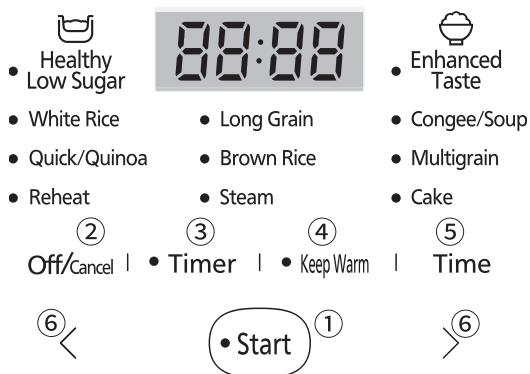 88:88
• Healthy
Low Sugar
• Enhanced
Taste
• White Rice • Long Grain • Congee/Soup
• Quick/Quinoa • Brown Rice • Multigrain
• Reheat • Steam • Cake
② ③ ④ ⑤
Off/Cancel | • Timer | • Keep Warm | Time
⑥ < • Start ① > ⑥